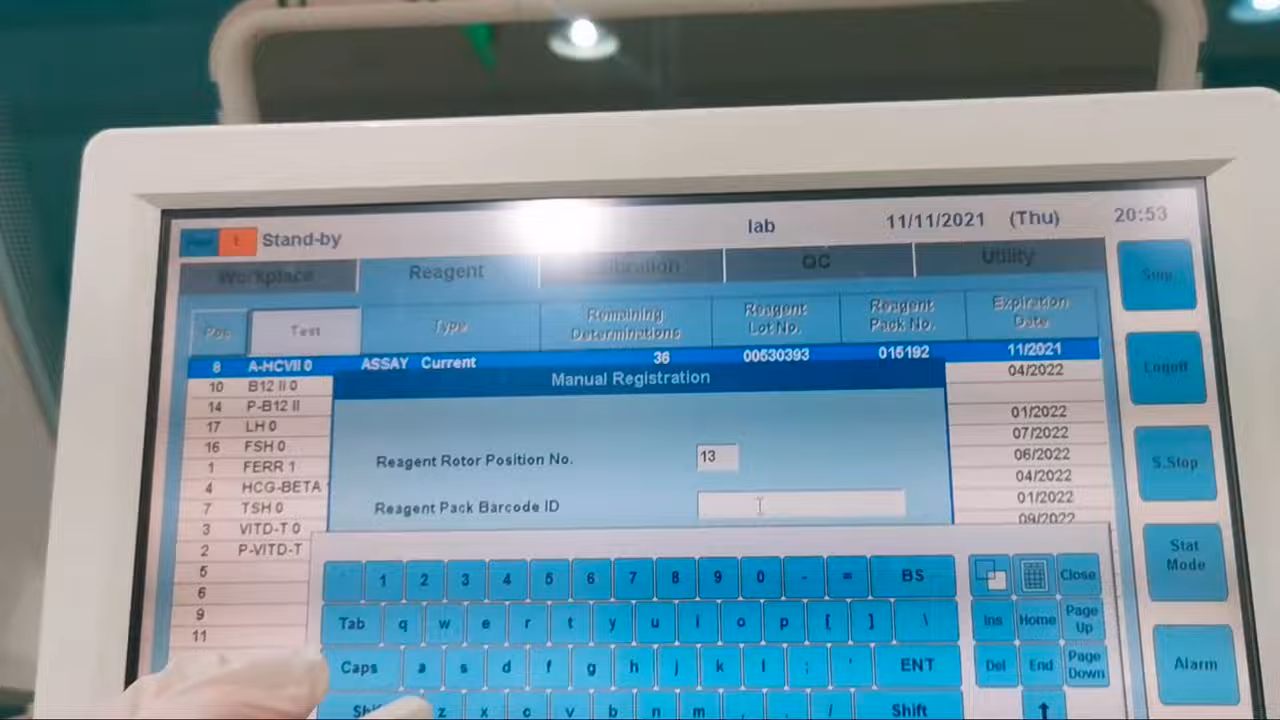 Stand-by lab 11/11/2021 (Thu) 20:53
Workplace Reagent QC Utility
Pos Test Type Remaining Determinations Reagent Lot No. Reagent Pack No. Expiration Date
8 A-HCVII 0 ASSAY Current 36 00530393 015192 11/2021
Manual Registration
10 B12 II 0 04/2022
14 P-B12 II
17 LH 0 01/2022
16 FSH 0 07/2022
1 FERR 1 06/2022
4 HCG-BETA 04/2022
7 TSH 0 01/2022
3 VITD-T 0 09/2022
2 P-VITD-T
5
6
9
11
Reagent Rotor Position No. 13
Reagent Pack Barcode ID
1 2 3 4 5 6 7 8 9 0 - = BS Close
Tab q w e r t y u i o p [ ] \ Ins Home Page Up
Caps a s d f g h j k l ; ' ENT Del End Page Down
z x c v b n m , . / Shift
Logoff
S.Stop
Stat Mode
Alarm